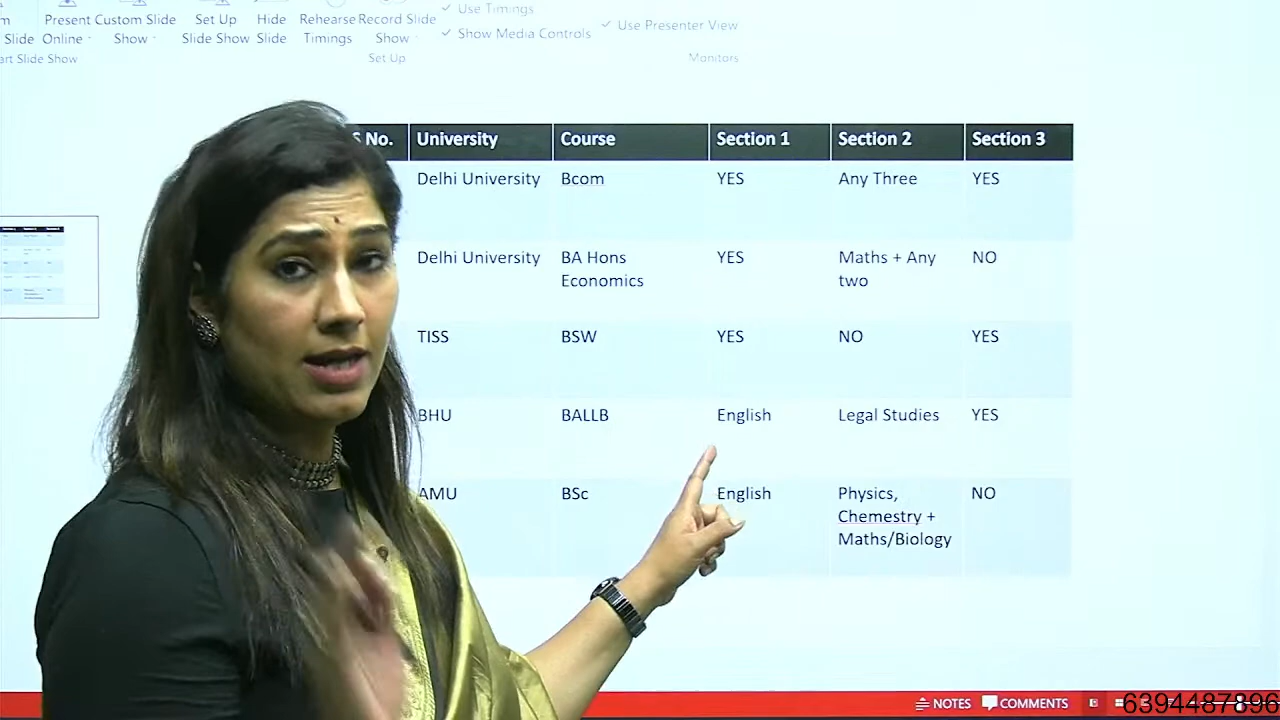 Present Custom Slide Set Up Hide Rehearse Record Slide
Slide Online Show Slide Show Slide Timings Show
Use Timings
Show Media Controls
Use Presenter View
art Slide Show Set Up Monitors
S No. University Course Section 1 Section 2 Section 3
Delhi University Bcom YES Any Three YES
Delhi University BA Hons YES Maths + Any NO
Economics two
TISS BSW YES NO YES
BHU BALLB English Legal Studies YES
AMU BSc English Physics, NO
Chemestry +
Maths/Biology
NOTES COMMENTS
6394487896